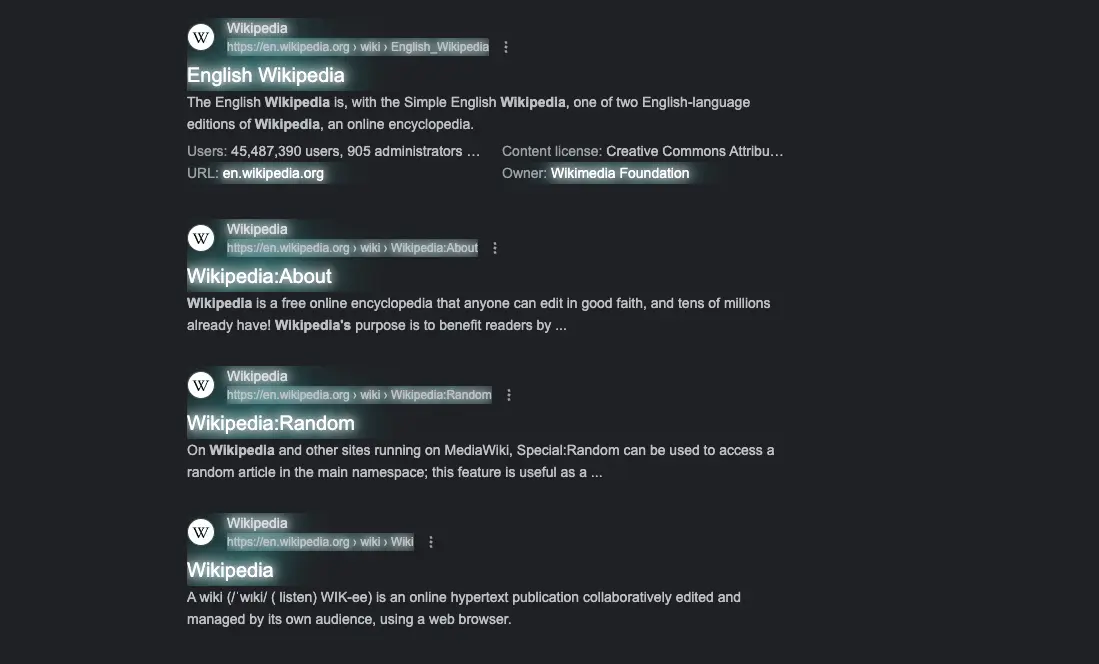 W
Wikipedia
https://en.wikipedia.org › wiki › English_Wikipedia
English Wikipedia
The English Wikipedia is, with the Simple English Wikipedia, one of two English-language
editions of Wikipedia, an online encyclopedia.
Users: 45,487,390 users, 905 administrators ...
Content license: Creative Commons Attribu...
URL: en.wikipedia.org
Owner: Wikimedia Foundation
W
Wikipedia
https://en.wikipedia.org › wiki › Wikipedia:About
Wikipedia:About
Wikipedia is a free online encyclopedia that anyone can edit in good faith, and tens of millions
already have! Wikipedia's purpose is to benefit readers by ...
W
Wikipedia
https://en.wikipedia.org › wiki › Wikipedia:Random
Wikipedia:Random
On Wikipedia and other sites running on MediaWiki, Special:Random can be used to access a
random article in the main namespace; this feature is useful as a ...
W
Wikipedia
https://en.wikipedia.org › wiki › Wiki
Wikipedia
A wiki (/ˈwɪki/ ( listen) WIK-ee) is an online hypertext publication collaboratively edited and
managed by its own audience, using a web browser.